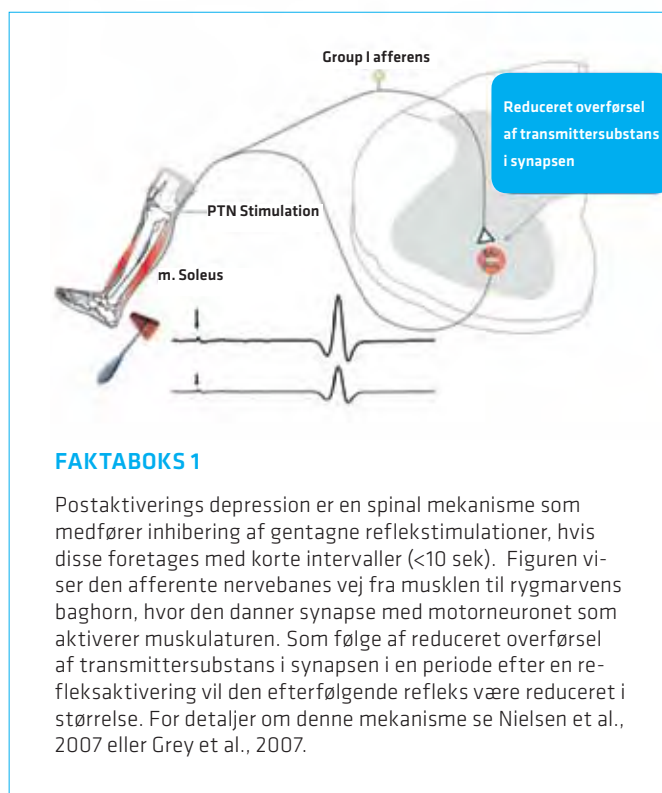 Group I afferens
Reduceret overførsel
af transmittersubstans
i synapsen
PTN Stimulation
m. Soleus
FAKTABOKS 1
Postaktiverings depression er en spinal mekanisme som
medfører inhibering af gentagne reflekstimulationer, hvis
disse foretages med korte intervaller (<10 sek). Figuren vi-
ser den afferente nervebanes vej fra musklen til rygmarvens
baghorn, hvor den danner synapse med motorneuronet som
aktiverer muskulaturen. Som følge af reduceret overførsel
af transmittersubstans i synapsen i en periode efter en re-
fleksaktivering vil den efterfølgende refleks være reduceret i
størrelse. For detaljer om denne mekanisme se Nielsen et al.,
2007 eller Grey et al., 2007.